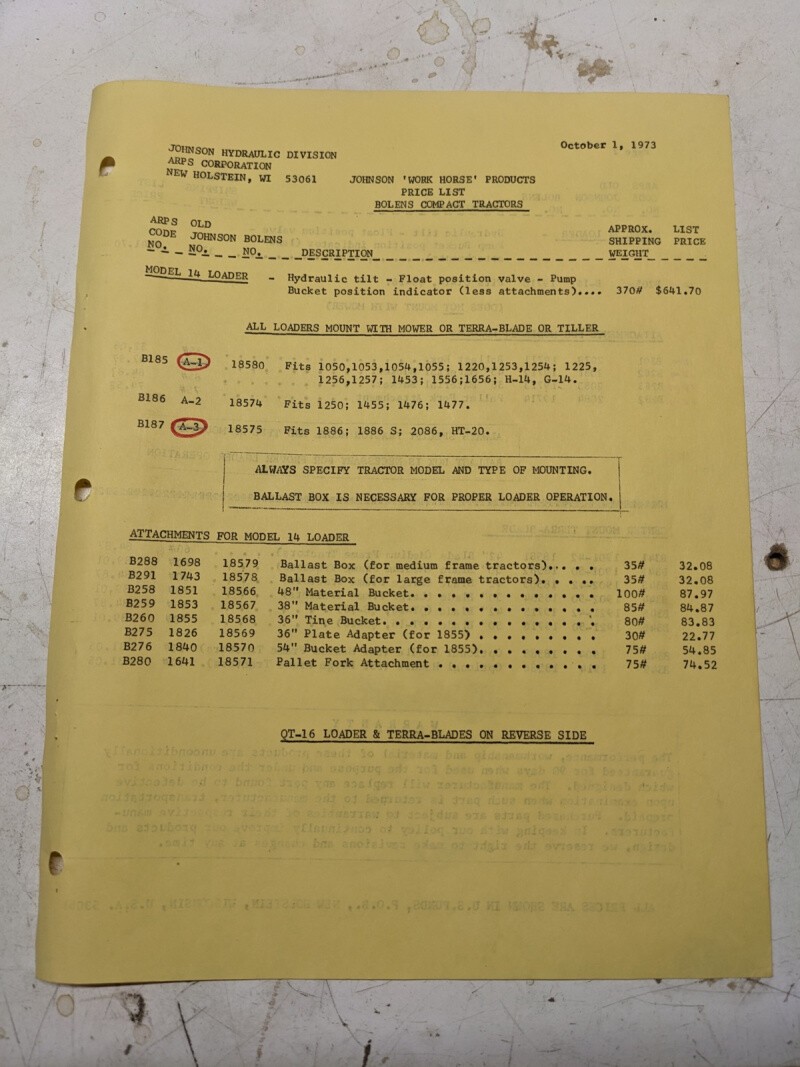 October 1, 1973
JOHNSON HYDRAULIC DIVISION
ARPS CORPORATION
NEW HOLSTEIN, WI 53061
JOHNSON 'WORK HORSE' PRODUCTS
PRICE LIST
BOLENS COMPACT TRACTORS
ARPS OLD
CODE JOHNSON BOLENS APPROX. LIST
NO. NO. NO. DESCRIPTION SHIPPING PRICE
WEIGHT
MODEL 14 LOADER - Hydraulic tilt - Float position valve - Pump
Bucket position indicator (less attachments).... 370# $641.70
ALL LOADERS MOUNT WITH MOWER OR TERRA-BLADE OR TILLER
B185 A-1 18580 Fits 1050,1053,1054,1055; 1220,1253,1254; 1225,
1256,1257; 1453; 1556;1656; H-14, G-14.
B186 A-2 18574 Fits 1250; 1455; 1476; 1477.
B187 A-3 18575 Fits 1886; 1886 S; 2086, HT-20.
ALWAYS SPECIFY TRACTOR MODEL AND TYPE OF MOUNTING.
BALLAST BOX IS NECESSARY FOR PROPER LOADER OPERATION.
ATTACHMENTS FOR MODEL 14 LOADER
B288 1698 18579 Ballast Box (for medium frame tractors)..... 35# 32.08
B291 1743 18578 Ballast Box (for large frame tractors)..... 35# 32.08
B258 1851 18566 48" Material Bucket.............. 100# 87.97
B259 1853 18567 38" Material Bucket.............. 85# 84.87
B260 1855 18568 36" Tine Bucket................ 80# 83.83
B275 1826 18569 36" Plate Adapter (for 1855) ......... 30# 22.77
B276 1840 18570 54" Bucket Adapter (for 1855)......... 75# 54.85
B280 1641 18571 Pallet Fork Attachment ............ 75# 74.52
QT-16 LOADER & TERRA-BLADES ON REVERSE SIDE